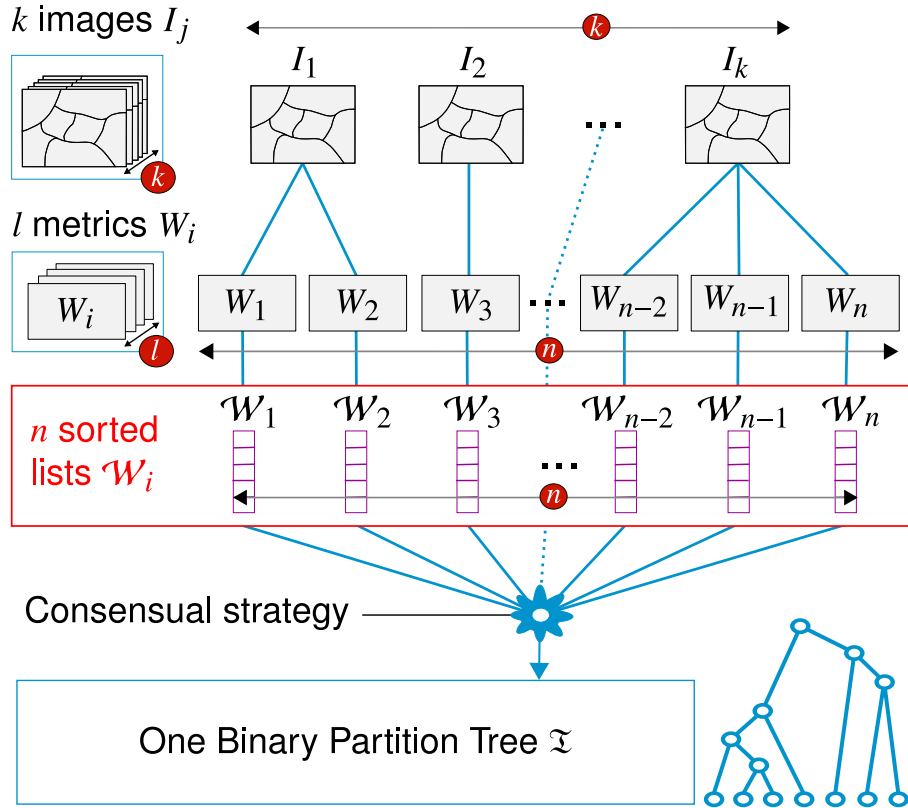 k images I_j
k
I_1 I_2 I_k
...
k
l metrics W_i
W_i
l
W_1 W_2 W_3 ... W_{n−2} W_{n−1} W_n
n
n sorted
lists 𝒲_i
𝒲_1 𝒲_2 𝒲_3 𝒲_{n−2} 𝒲_{n−1} 𝒲_n
...
n
Consensual strategy
One Binary Partition Tree 𝔗